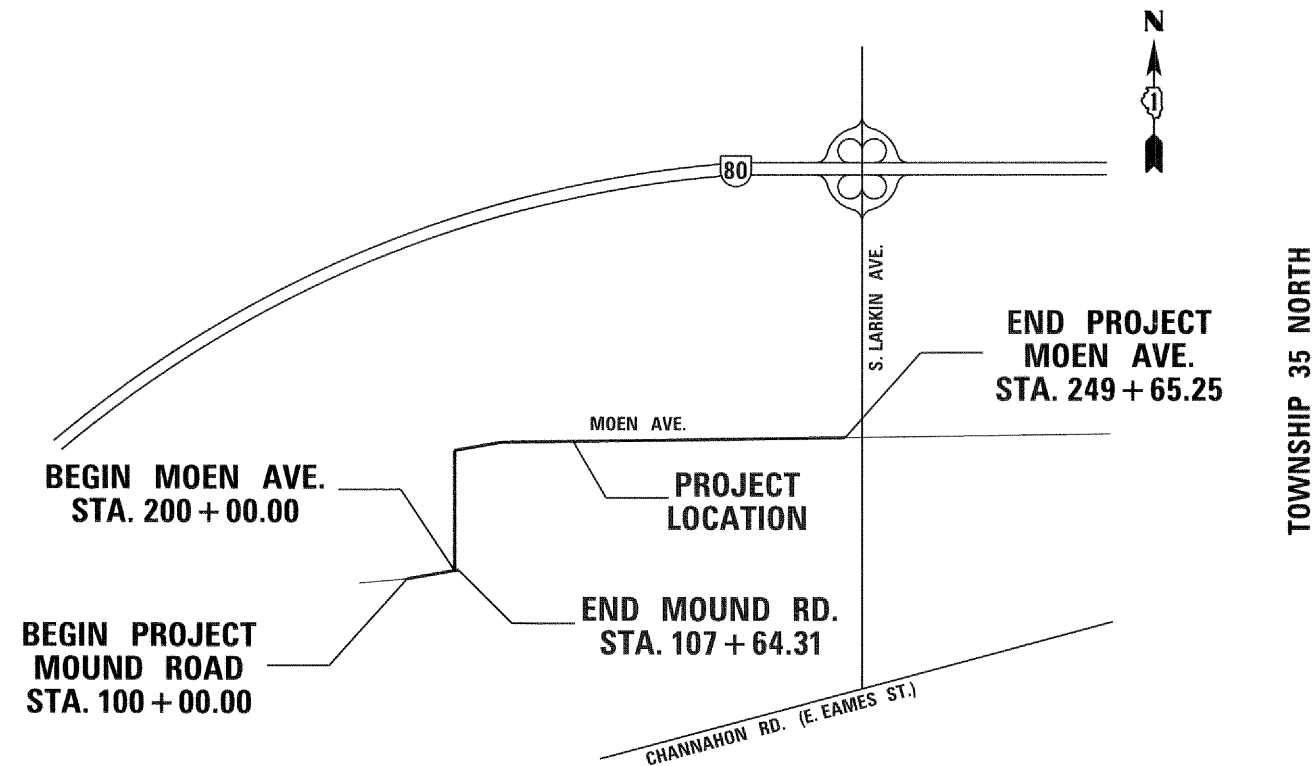 N
1
80
S. LARKIN AVE.
TOWNSHIP 35 NORTH
END PROJECT
MOEN AVE.
STA. 249+65.25
MOEN AVE.
BEGIN MOEN AVE.
STA. 200+00.00
PROJECT
LOCATION
END MOUND RD.
STA. 107+64.31
BEGIN PROJECT
MOUND ROAD
STA. 100+00.00
CHANNAHON RD. (E. EAMES ST.)